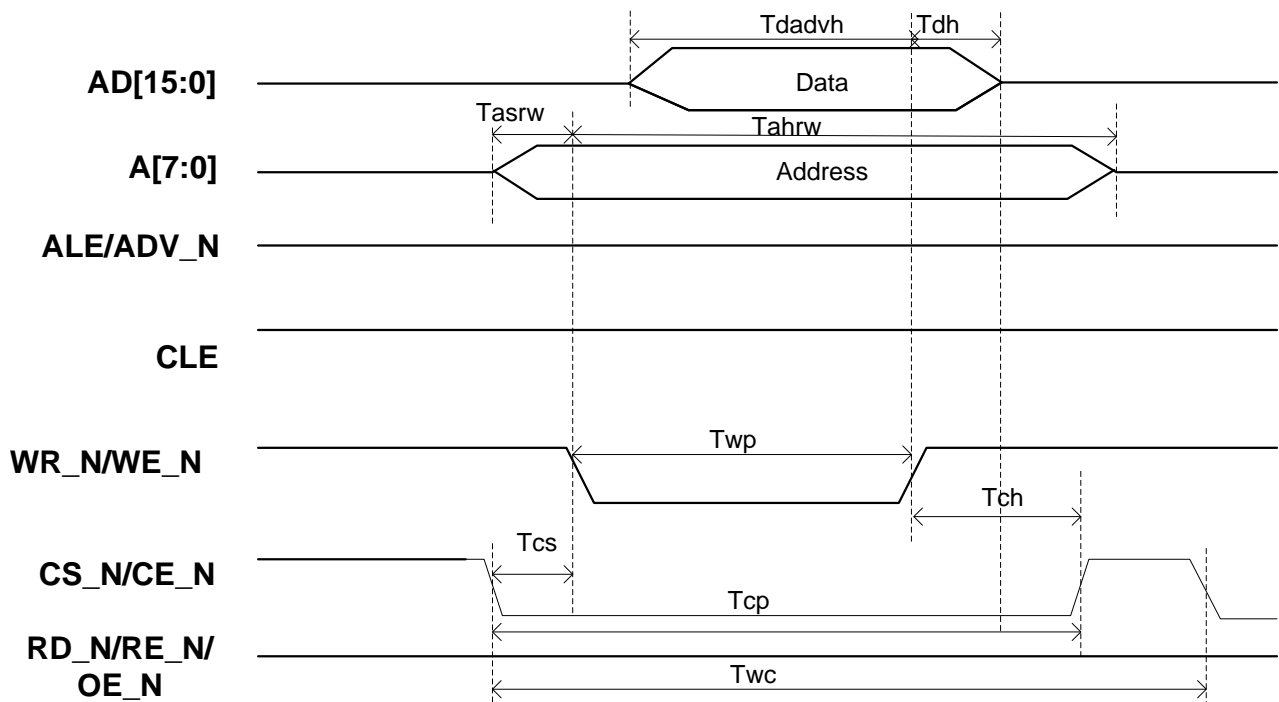 Tdadvh Tdh
AD[15:0] Data
Tasrw Tahrw
A[7:0] Address
ALE/ADV_N
CLE
Twp
WR_N/WE_N
Tch
Tcs
CS_N/CE_N
Tcp
RD_N/RE_N/
OE_N
Twc